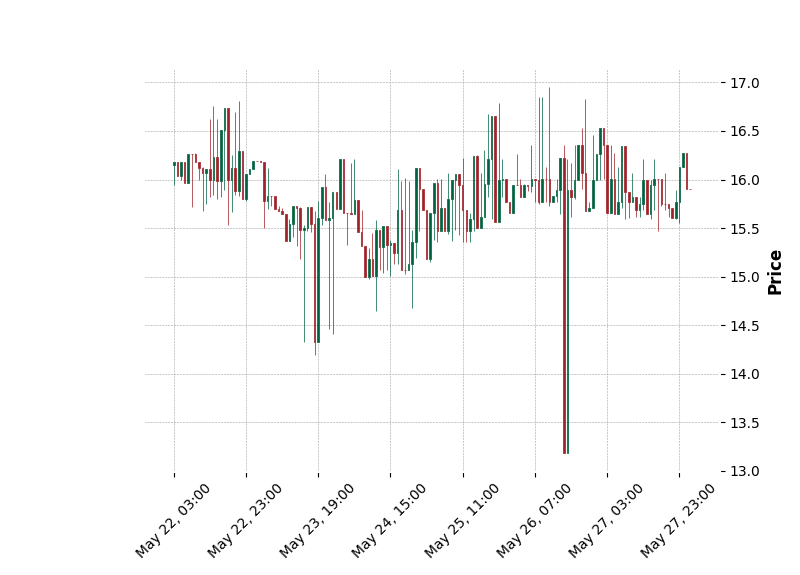 17.0
16.5
16.0
15.5
15.0
14.5
14.0
13.5
13.0
Price
May 22, 03:00
May 22, 23:00
May 23, 19:00
May 24, 15:00
May 25, 11:00
May 26, 07:00
May 27, 03:00
May 27, 23:00